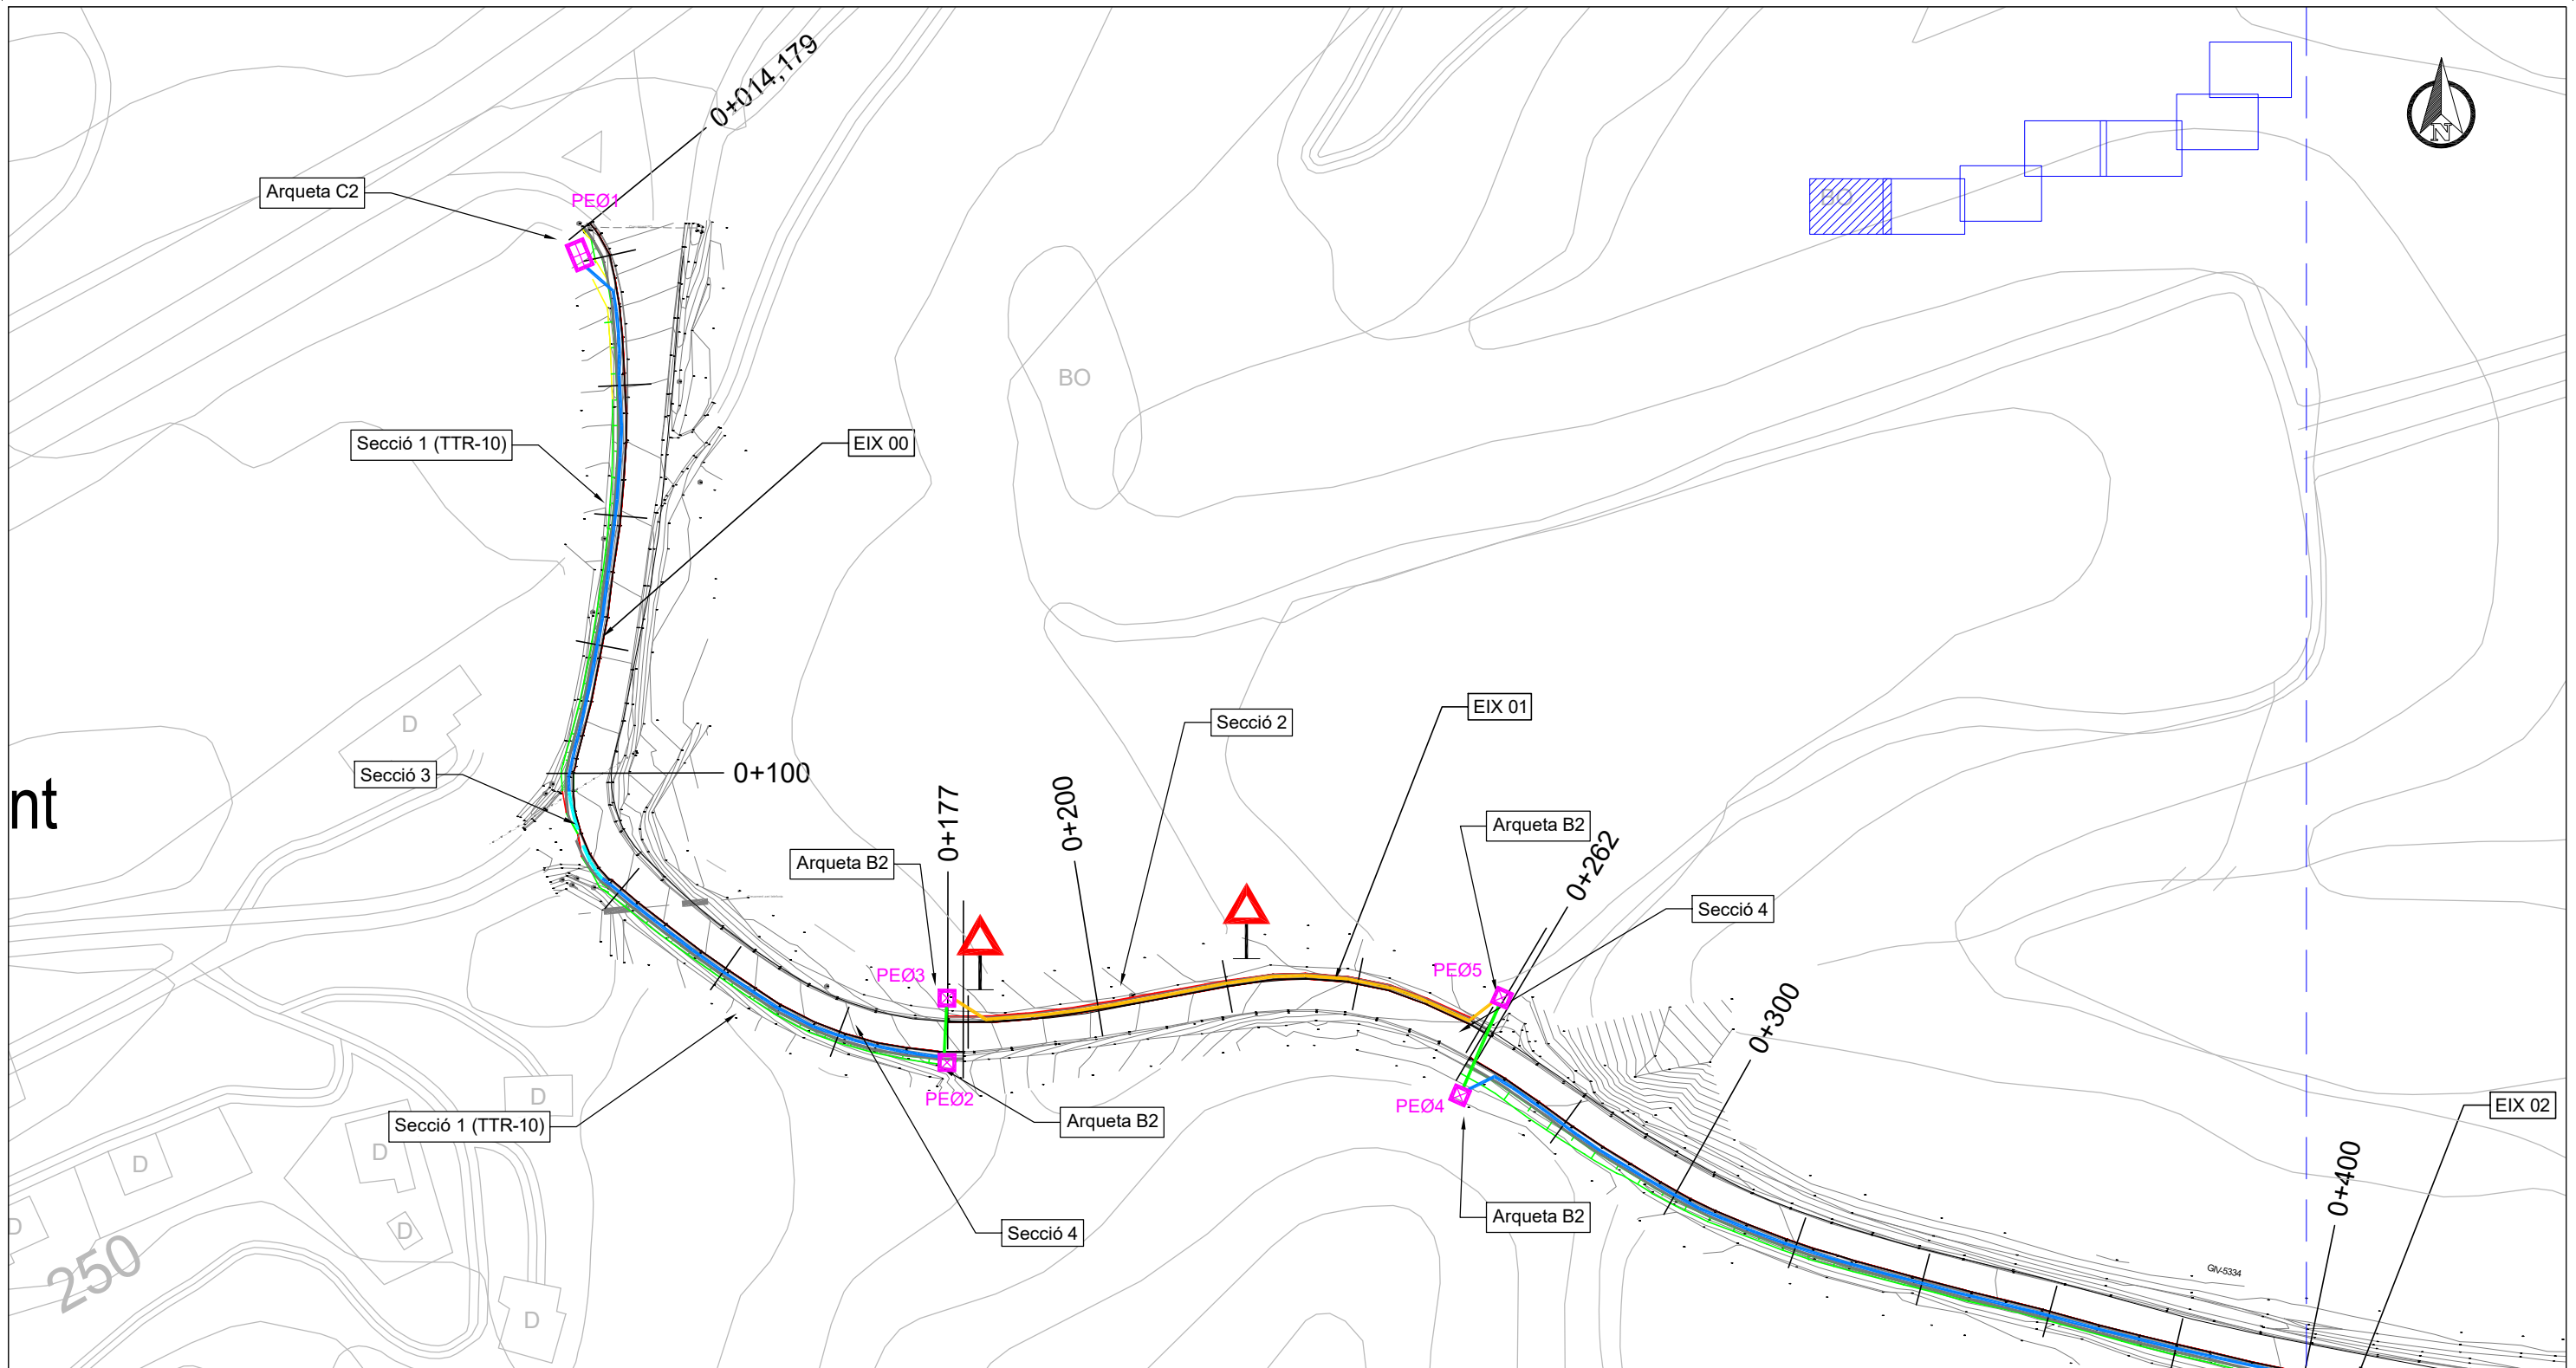 0+014,179
N
Arqueta C2
PEØ1
BO
BO
Secció 1 (TTR-10)
EIX 00
EIX 01
Secció 2
D
Secció 3
0+100
nt
0+177
0+200
Arqueta B2
Arqueta B2
0+262
Secció 4
PEØ3
PEØ5
0+300
PEØ2
PEØ4
D
EIX 02
Secció 1 (TTR-10)
Arqueta B2
D
D
0+400
Arqueta B2
D
D
Secció 4
250
GIV-5334
D